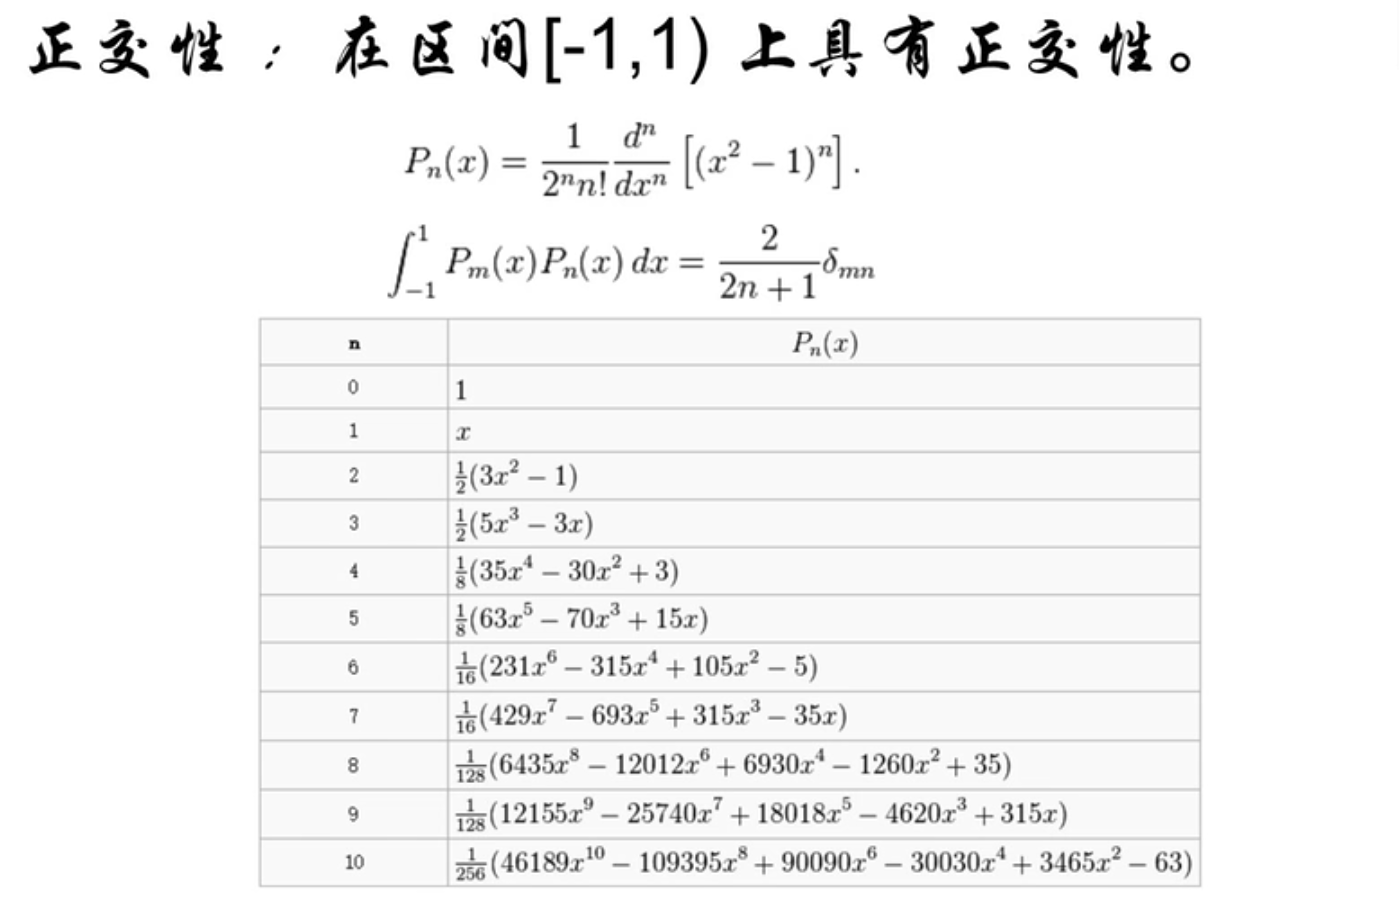 正交性：在区间[-1,1) 上具有正交性。
$P_n(x) = \frac{1}{2^n n!} \frac{d^n}{dx^n} \left[(x^2 - 1)^n\right].$
$\int_{-1}^{1} P_m(x) P_n(x)\, dx = \frac{2}{2n+1} \delta_{mn}$
n $P_n(x)$
0 $1$
1 $x$
2 $\frac{1}{2}(3x^2 - 1)$
3 $\frac{1}{2}(5x^3 - 3x)$
4 $\frac{1}{8}(35x^4 - 30x^2 + 3)$
5 $\frac{1}{8}(63x^5 - 70x^3 + 15x)$
6 $\frac{1}{16}(231x^6 - 315x^4 + 105x^2 - 5)$
7 $\frac{1}{16}(429x^7 - 693x^5 + 315x^3 - 35x)$
8 $\frac{1}{128}(6435x^8 - 12012x^6 + 6930x^4 - 1260x^2 + 35)$
9 $\frac{1}{128}(12155x^9 - 25740x^7 + 18018x^5 - 4620x^3 + 315x)$
10 $\frac{1}{256}(46189x^{10} - 109395x^8 + 90090x^6 - 30030x^4 + 3465x^2 - 63)$